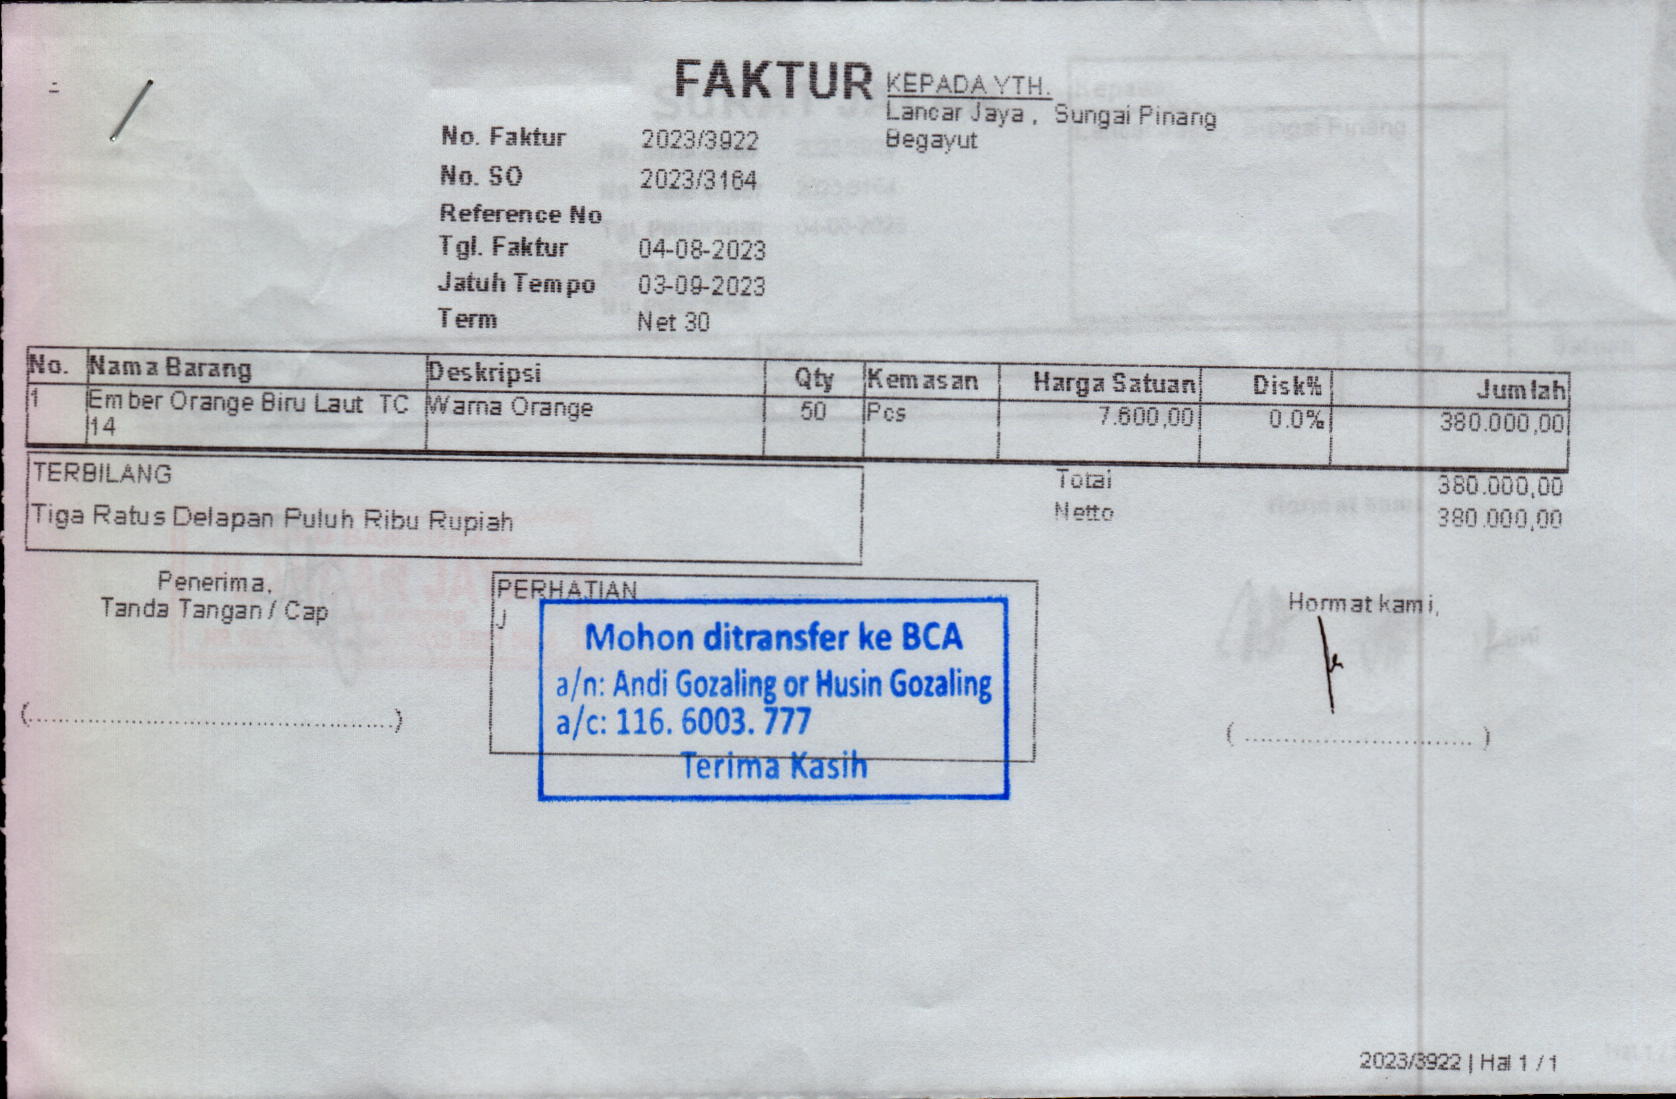 FAKTUR
KEPADA YTH.
Lancar Jaya , Sungai Pinang
Begayut
No. Faktur 2023/3922
No. SO 2023/3164
Reference No
Tgl. Faktur 04-08-2023
Jatuh Tempo 03-09-2023
Term Net 30
No. Nama Barang Deskripsi Qty Kemasan Harga Satuan Disk% Jumlah
1 Ember Orange Biru Laut TC 14 Warna Orange 50 Pcs 7.600,00 0.0% 380.000,00
TERBILANG
Tiga Ratus Delapan Puluh Ribu Rupiah
Total 380.000,00
Netto 380.000,00
Penerima,
Tanda Tangan / Cap
PERHATIAN
J
Mohon ditransfer ke BCA
a/n: Andi Gozaling or Husin Gozaling
a/c: 116. 6003. 777
Terima Kasih
Hormat kami,
2023/3922 | Hal 1 / 1